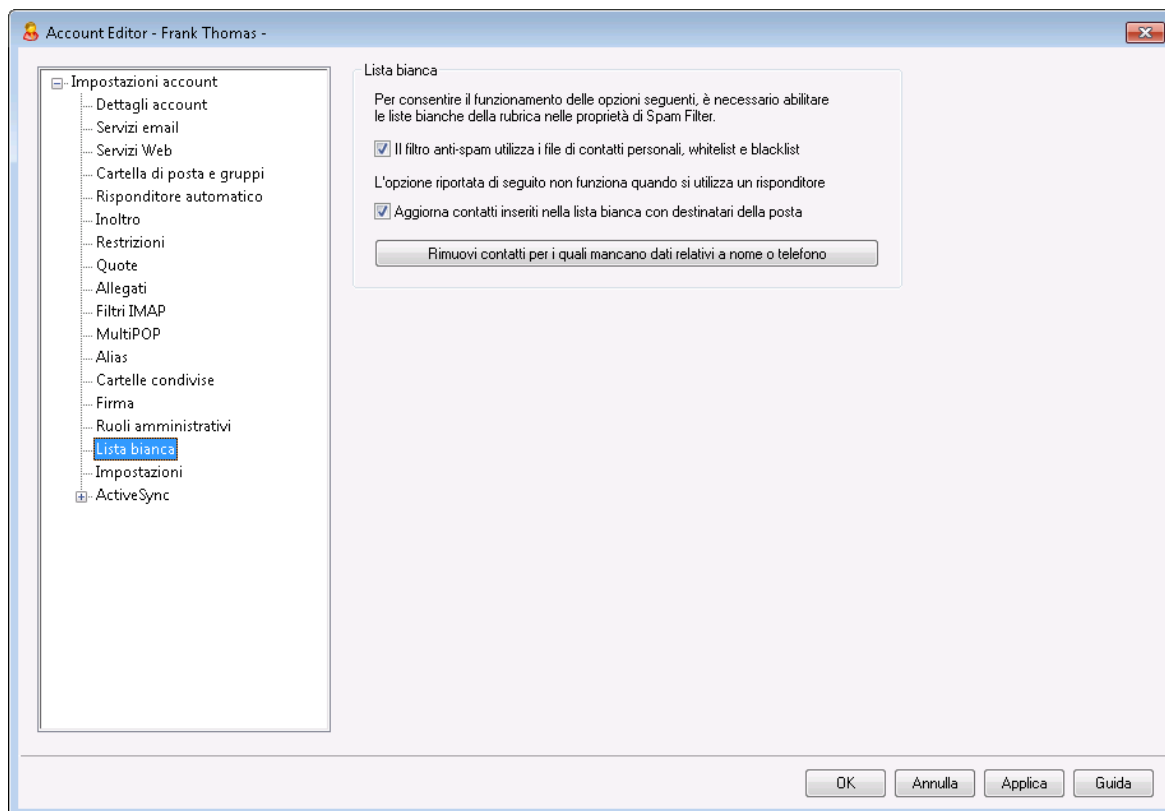 Account Editor - Frank Thomas -
Impostazioni account
Dettagli account
Servizi email
Servizi Web
Cartella di posta e gruppi
Risponditore automatico
Inoltro
Restrizioni
Quote
Allegati
Filtri IMAP
MultiPOP
Alias
Cartelle condivise
Firma
Ruoli amministrativi
Lista bianca
Impostazioni
ActiveSync
Lista bianca
Per consentire il funzionamento delle opzioni seguenti, è necessario abilitare
le liste bianche della rubrica nelle proprietà di Spam Filter.
Il filtro anti-spam utilizza i file di contatti personali, whitelist e blacklist
L'opzione riportata di seguito non funziona quando si utilizza un risponditore
Aggiorna contatti inseriti nella lista bianca con destinatari della posta
Rimuovi contatti per i quali mancano dati relativi a nome o telefono
OK
Annulla
Applica
Guida